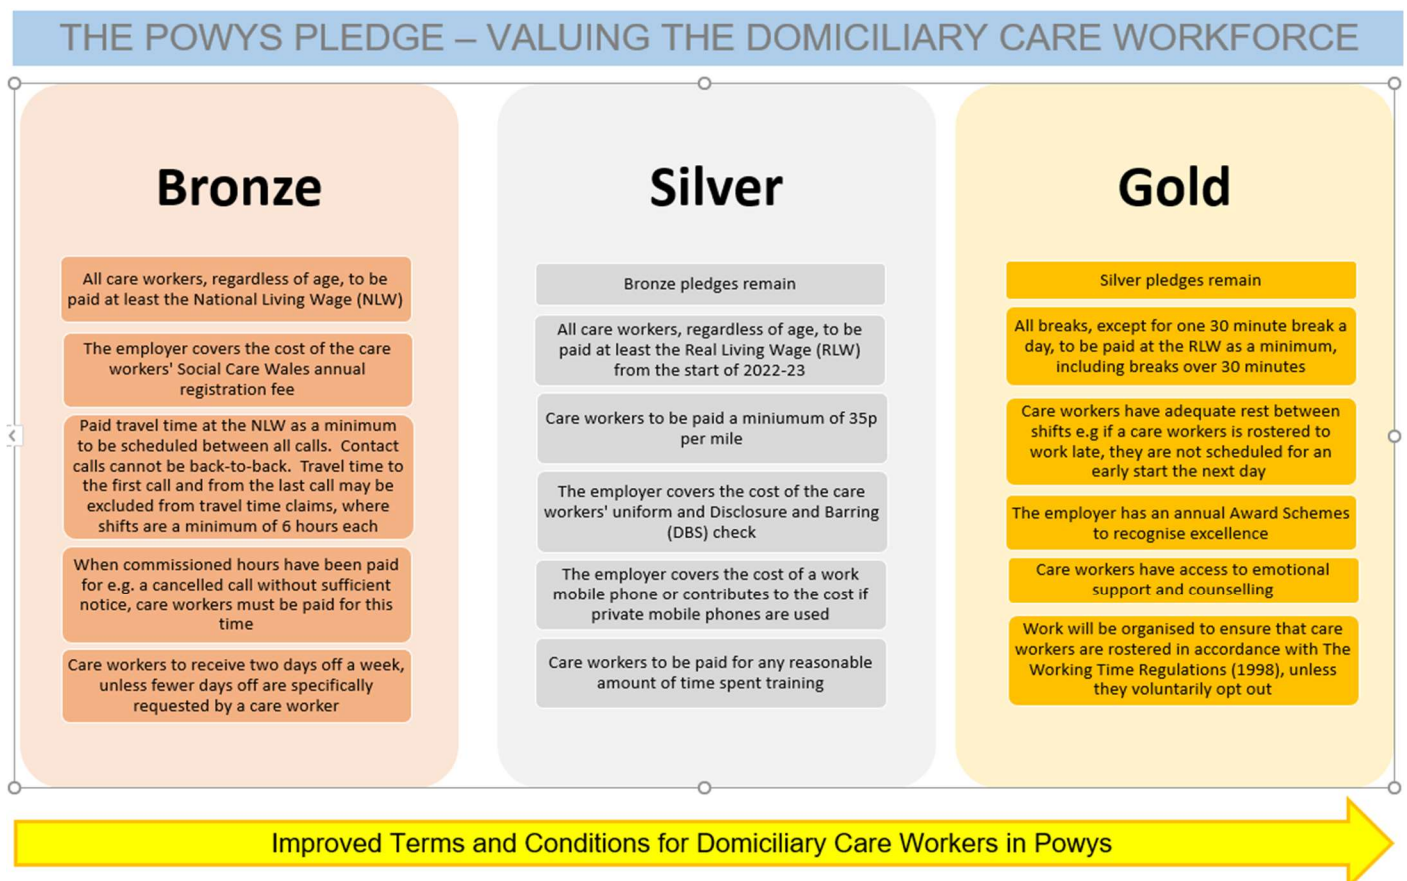 THE POWYS PLEDGE – VALUING THE DOMICILIARY CARE WORKFORCE
Bronze
All care workers, regardless of age, to be
paid at least the National Living Wage (NLW)
The employer covers the cost of the care
workers' Social Care Wales annual
registration fee
Paid travel time at the NLW as a minimum
to be scheduled between all calls.  Contact
calls cannot be back-to-back.  Travel time to
the first call and from the last call may be
excluded from travel time claims, where
shifts are a minimum of 6 hours each
When commissioned hours have been paid
for e.g. a cancelled call without sufficient
notice, care workers must be paid for this
time
Care workers to receive two days off a week,
unless fewer days off are specifically
requested by a care worker
Silver
Bronze pledges remain
All care workers, regardless of age, to be
paid at least the Real Living Wage (RLW)
from the start of 2022-23
Care workers to be paid a miniumum of 35p
per mile
The employer covers the cost of the care
workers' uniform and Disclosure and Barring
(DBS) check
The employer covers the cost of a work
mobile phone or contributes to the cost if
private mobile phones are used
Care workers to be paid for any reasonable
amount of time spent training
Gold
Silver pledges remain
All breaks, except for one 30 minute break a
day, to be paid at the RLW as a minimum,
including breaks over 30 minutes
Care workers have adequate rest between
shifts e.g if a care workers is rostered to
work late, they are not scheduled for an
early start the next day
The employer has an annual Award Schemes
to recognise excellence
Care workers have access to emotional
support and counselling
Work will be organised to ensure that care
workers are rostered in accordance with The
Working Time Regulations (1998), unless
they voluntarily opt out
Improved Terms and Conditions for Domiciliary Care Workers in Powys